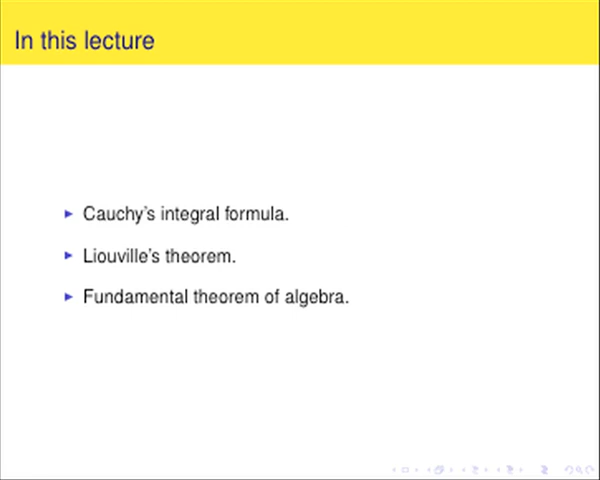 In this lecture
Cauchy's integral formula.
Liouville's theorem.
Fundamental theorem of algebra.